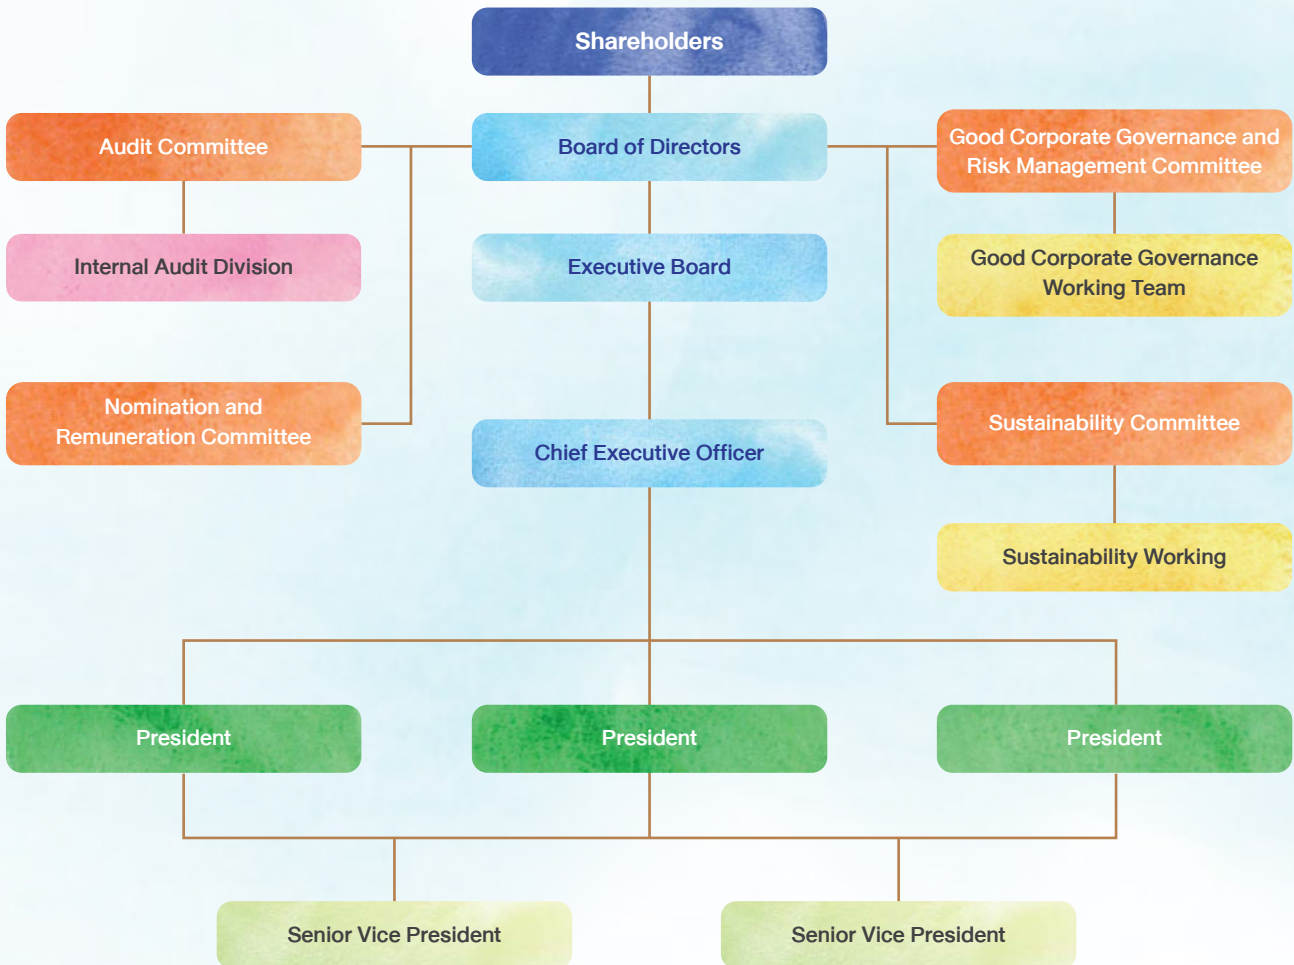 Shareholders
Audit Committee
Board of Directors
Good Corporate Governance and
Risk Management Committee
Internal Audit Division
Executive Board
Good Corporate Governance
Working Team
Nomination and
Remuneration Committee
Chief Executive Officer
Sustainability Committee
Sustainability Working
President
President
President
Senior Vice President
Senior Vice President